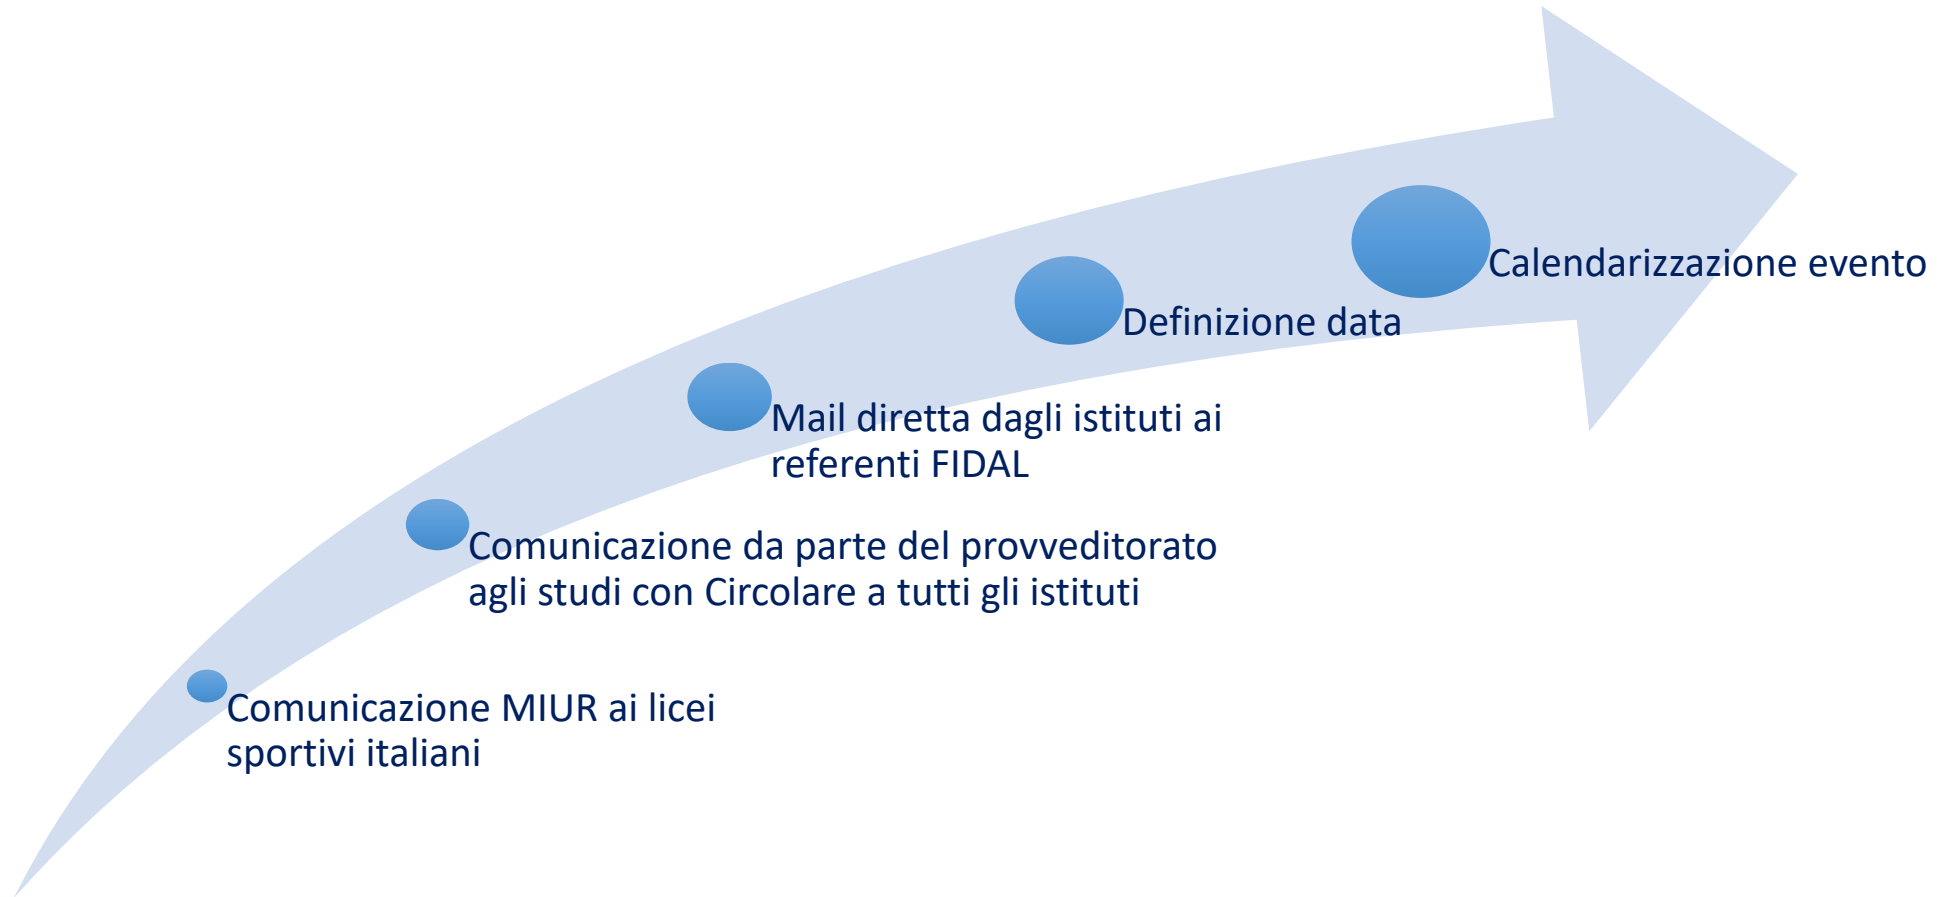 Calendarizzazione evento
Definizione data
Mail diretta dagli istituti ai
referenti FIDAL
Comunicazione da parte del provveditorato
agli studi con Circolare a tutti gli istituti
Comunicazione MIUR ai licei
sportivi italiani